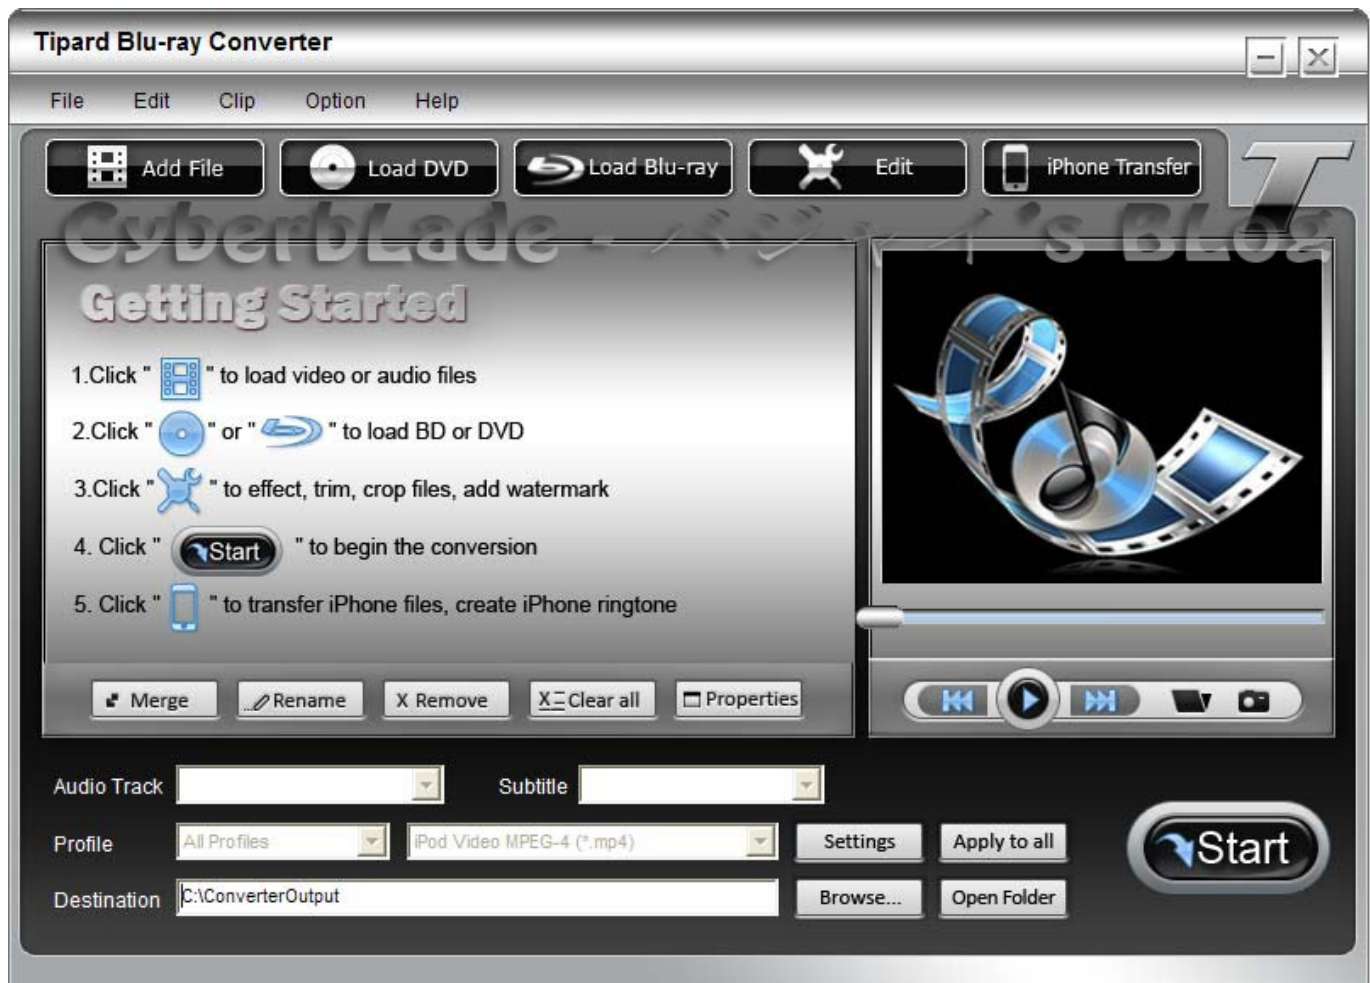 Tipard Blu-ray Converter
File Edit Clip Option Help
Add File Load DVD Load Blu-ray Edit iPhone Transfer
CyberbLade - バジャイ's BLog
Getting Started
1.Click " " to load video or audio files
2.Click " " or " " to load BD or DVD
3.Click " " to effect, trim, crop files, add watermark
4. Click " Start " to begin the conversion
5. Click " " to transfer iPhone files, create iPhone ringtone
Merge Rename X Remove Clear all Properties
Audio Track Subtitle
Profile All Profiles iPod Video MPEG-4 (*.mp4) Settings Apply to all
Start
Destination C:\ConverterOutput Browse... Open Folder